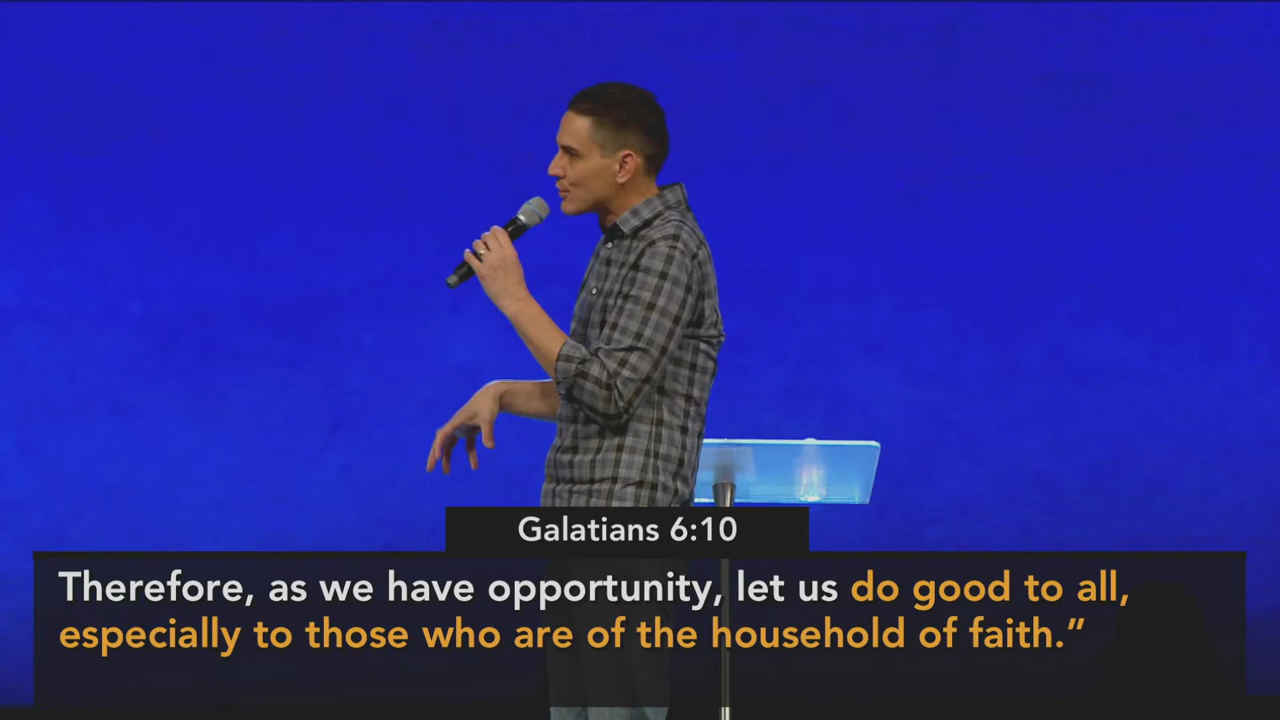 Galatians 6:10
Therefore, as we have opportunity, let us do good to all,
especially to those who are of the household of faith.”